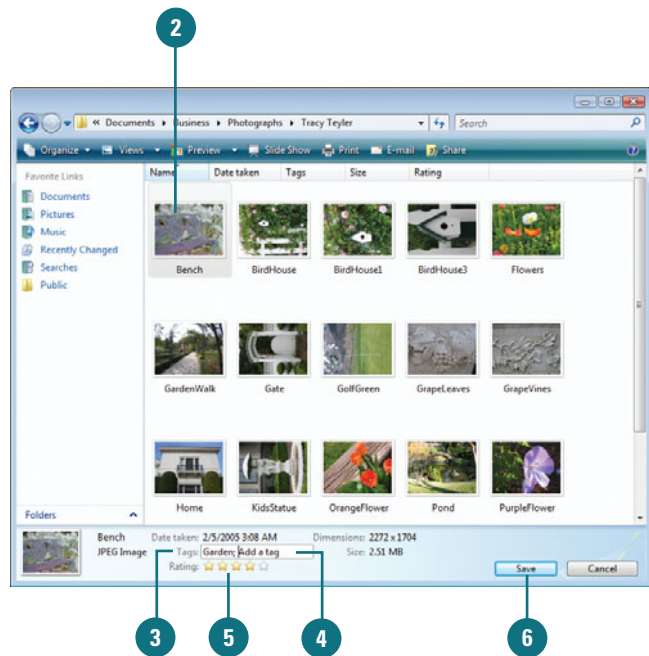 2
« Documents ▸ Business ▸ Photographs ▸ Tracy Teyler
Search
Organize
Views
Preview
Slide Show
Print
E-mail
Share
Favorite Links
Documents
Pictures
Music
Recently Changed
Searches
Public
Folders
Name
Date taken
Tags
Size
Rating
Bench
BirdHouse
BirdHouse1
BirdHouse3
Flowers
GardenWalk
Gate
GolfGreen
GrapeLeaves
GrapeVines
Home
KidsStatue
OrangeFlower
Pond
PurpleFlower
Bench
JPEG Image
Date taken: 2/5/2005 3:08 AM
Tags: Garden; Add a tag
Rating:
Dimensions: 2272 x 1704
Size: 2.51 MB
Save
Cancel
3
5
4
6